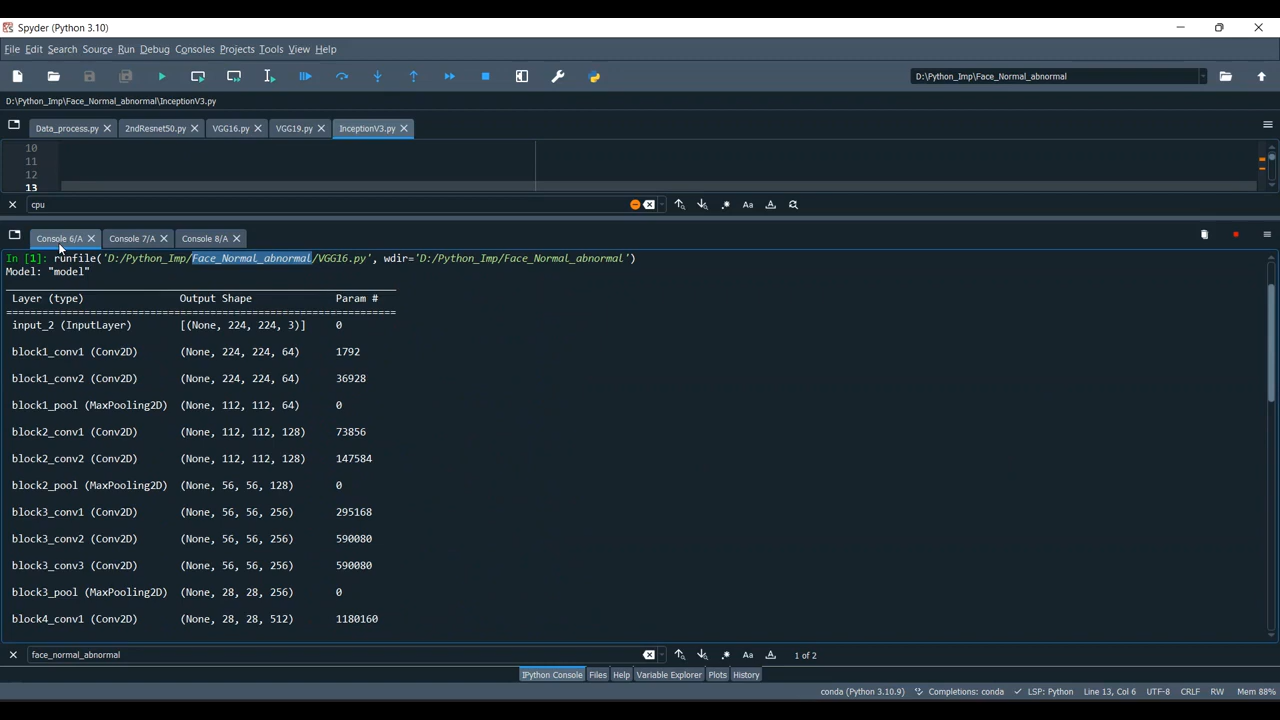 Spyder (Python 3.10)
File Edit Search Source Run Debug Consoles Projects Tools View Help
D:\Python_Imp\Face_Normal_abnormal
D:\Python_Imp\Face_Normal_abnormal\InceptionV3.py
Data_process.py 2ndResnet50.py VGG16.py VGG19.py InceptionV3.py
10
11
12
13
cpu Aa
Console 6/A Console 7/A Console 8/A
In [1]: runfile('D:/Python_Imp/Face_Normal_abnormal/VGG16.py', wdir='D:/Python_Imp/Face_Normal_abnormal')
Model: "model"
Layer (type) Output Shape Param #
=================================================================
input_2 (InputLayer) [(None, 224, 224, 3)] 0
block1_conv1 (Conv2D) (None, 224, 224, 64) 1792
block1_conv2 (Conv2D) (None, 224, 224, 64) 36928
block1_pool (MaxPooling2D) (None, 112, 112, 64) 0
block2_conv1 (Conv2D) (None, 112, 112, 128) 73856
block2_conv2 (Conv2D) (None, 112, 112, 128) 147584
block2_pool (MaxPooling2D) (None, 56, 56, 128) 0
block3_conv1 (Conv2D) (None, 56, 56, 256) 295168
block3_conv2 (Conv2D) (None, 56, 56, 256) 590080
block3_conv3 (Conv2D) (None, 56, 56, 256) 590080
block3_pool (MaxPooling2D) (None, 28, 28, 256) 0
block4_conv1 (Conv2D) (None, 28, 28, 512) 1180160
face_normal_abnormal Aa 1 of 2
IPython Console Files Help Variable Explorer Plots History
conda (Python 3.10.9) Completions: conda LSP: Python Line 13, Col 6 UTF-8 CRLF RW Mem 88%